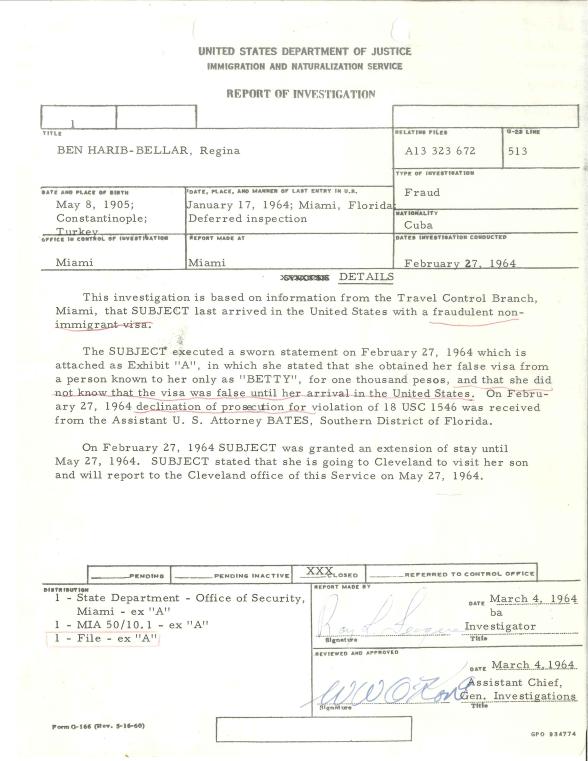 UNITED STATES DEPARTMENT OF JUSTICE
IMMIGRATION AND NATURALIZATION SERVICE
REPORT OF INVESTIGATION
1
TITLE
BEN HARIB-BELLAR, Regina
RELATING FILES
A13 323 672
G-23 LINE
513
TYPE OF INVESTIGATION
Fraud
DATE AND PLACE OF BIRTH
May 8, 1905;
Constantinople;
Turkey
DATE, PLACE, AND MANNER OF LAST ENTRY IN U.S.
January 17, 1964; Miami, Florida;
Deferred inspection
NATIONALITY
Cuba
OFFICE IN CONTROL OF INVESTIGATION
Miami
REPORT MADE AT
Miami
DATES INVESTIGATION CONDUCTED
February 27, 1964
SYNOPSIS DETAILS
This investigation is based on information from the Travel Control Branch,
Miami, that SUBJECT last arrived in the United States with a fraudulent non-
immigrant visa.
The SUBJECT executed a sworn statement on February 27, 1964 which is
attached as Exhibit "A", in which she stated that she obtained her false visa from
a person known to her only as "BETTY", for one thousand pesos, and that she did
not know that the visa was false until her arrival in the United States. On Febru-
ary 27, 1964 declination of prosecution for violation of 18 USC 1546 was received
from the Assistant U. S. Attorney BATES, Southern District of Florida.
On February 27, 1964 SUBJECT was granted an extension of stay until
May 27, 1964. SUBJECT stated that she is going to Cleveland to visit her son
and will report to the Cleveland office of this Service on May 27, 1964.
PENDING
PENDING INACTIVE
XXX CLOSED
REFERRED TO CONTROL OFFICE
DISTRIBUTION
1 - State Department - Office of Security,
Miami - ex "A"
1 - MIA 50/10.1 - ex "A"
1 - File - ex "A"
REPORT MADE BY
DATE March 4, 1964
ba
Investigator
Signature
Title
REVIEWED AND APPROVED
DATE March 4, 1964
Assistant Chief,
Gen. Investigations
Signature
Title
Form G-166 (Rev. 5-16-60)
GPO 934774